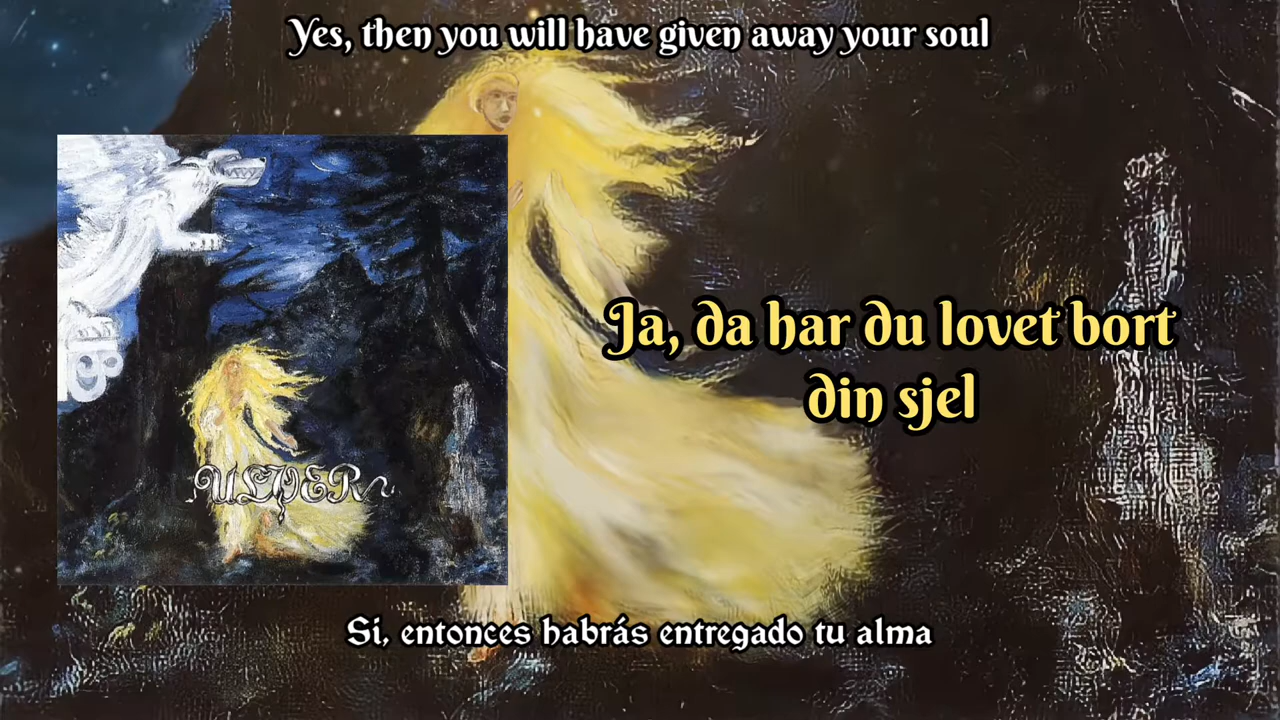 Yes, then you will have given away your soul
Ja, da har du lovet bort
din sjel
ULVER
Si, entonces habrás entregado tu alma